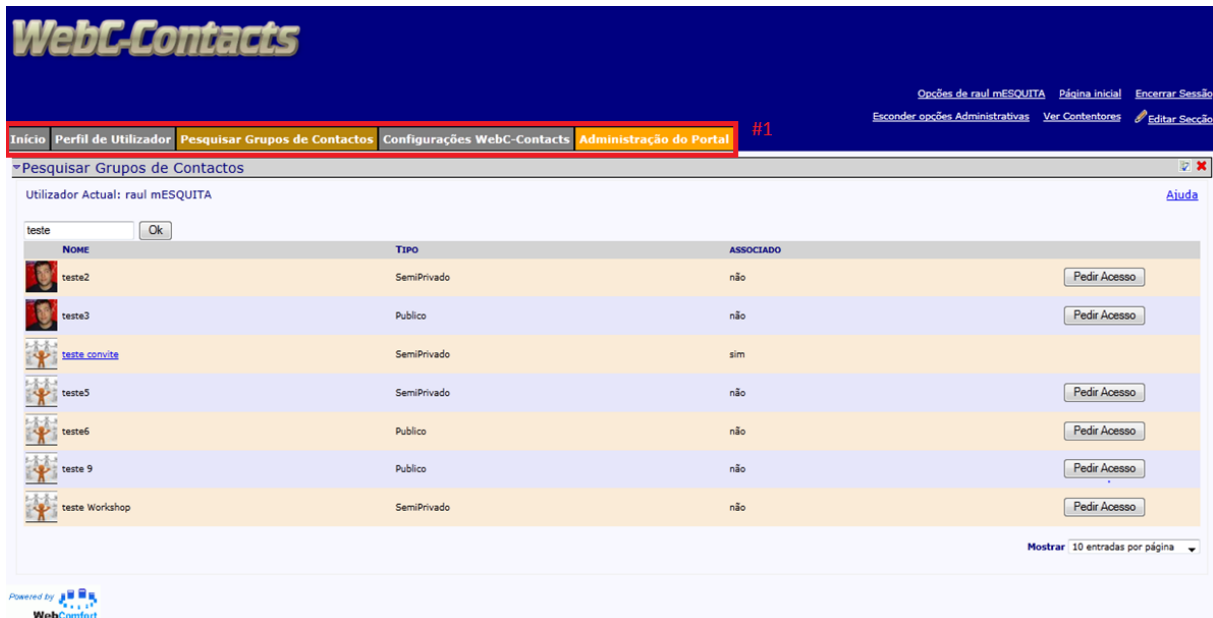 WebC-Contacts
Opções de raul mESQUITA Página inicial Encerrar Sessão
Esconder opções Administrativas Ver Contentores Editar Secção
Início Perfil de Utilizador Pesquisar Grupos de Contactos Configurações WebC-Contacts Administração do Portal #1
Pesquisar Grupos de Contactos
Utilizador Actual: raul mESQUITA Ajuda
teste Ok
NOME TIPO ASSOCIADO
teste2 SemiPrivado não Pedir Acesso
teste3 Publico não Pedir Acesso
teste convite SemiPrivado sim
teste5 SemiPrivado não Pedir Acesso
teste6 Publico não Pedir Acesso
teste 9 Publico não Pedir Acesso
teste Workshop SemiPrivado não Pedir Acesso
Mostrar 10 entradas por página
Powered by
WebComfort